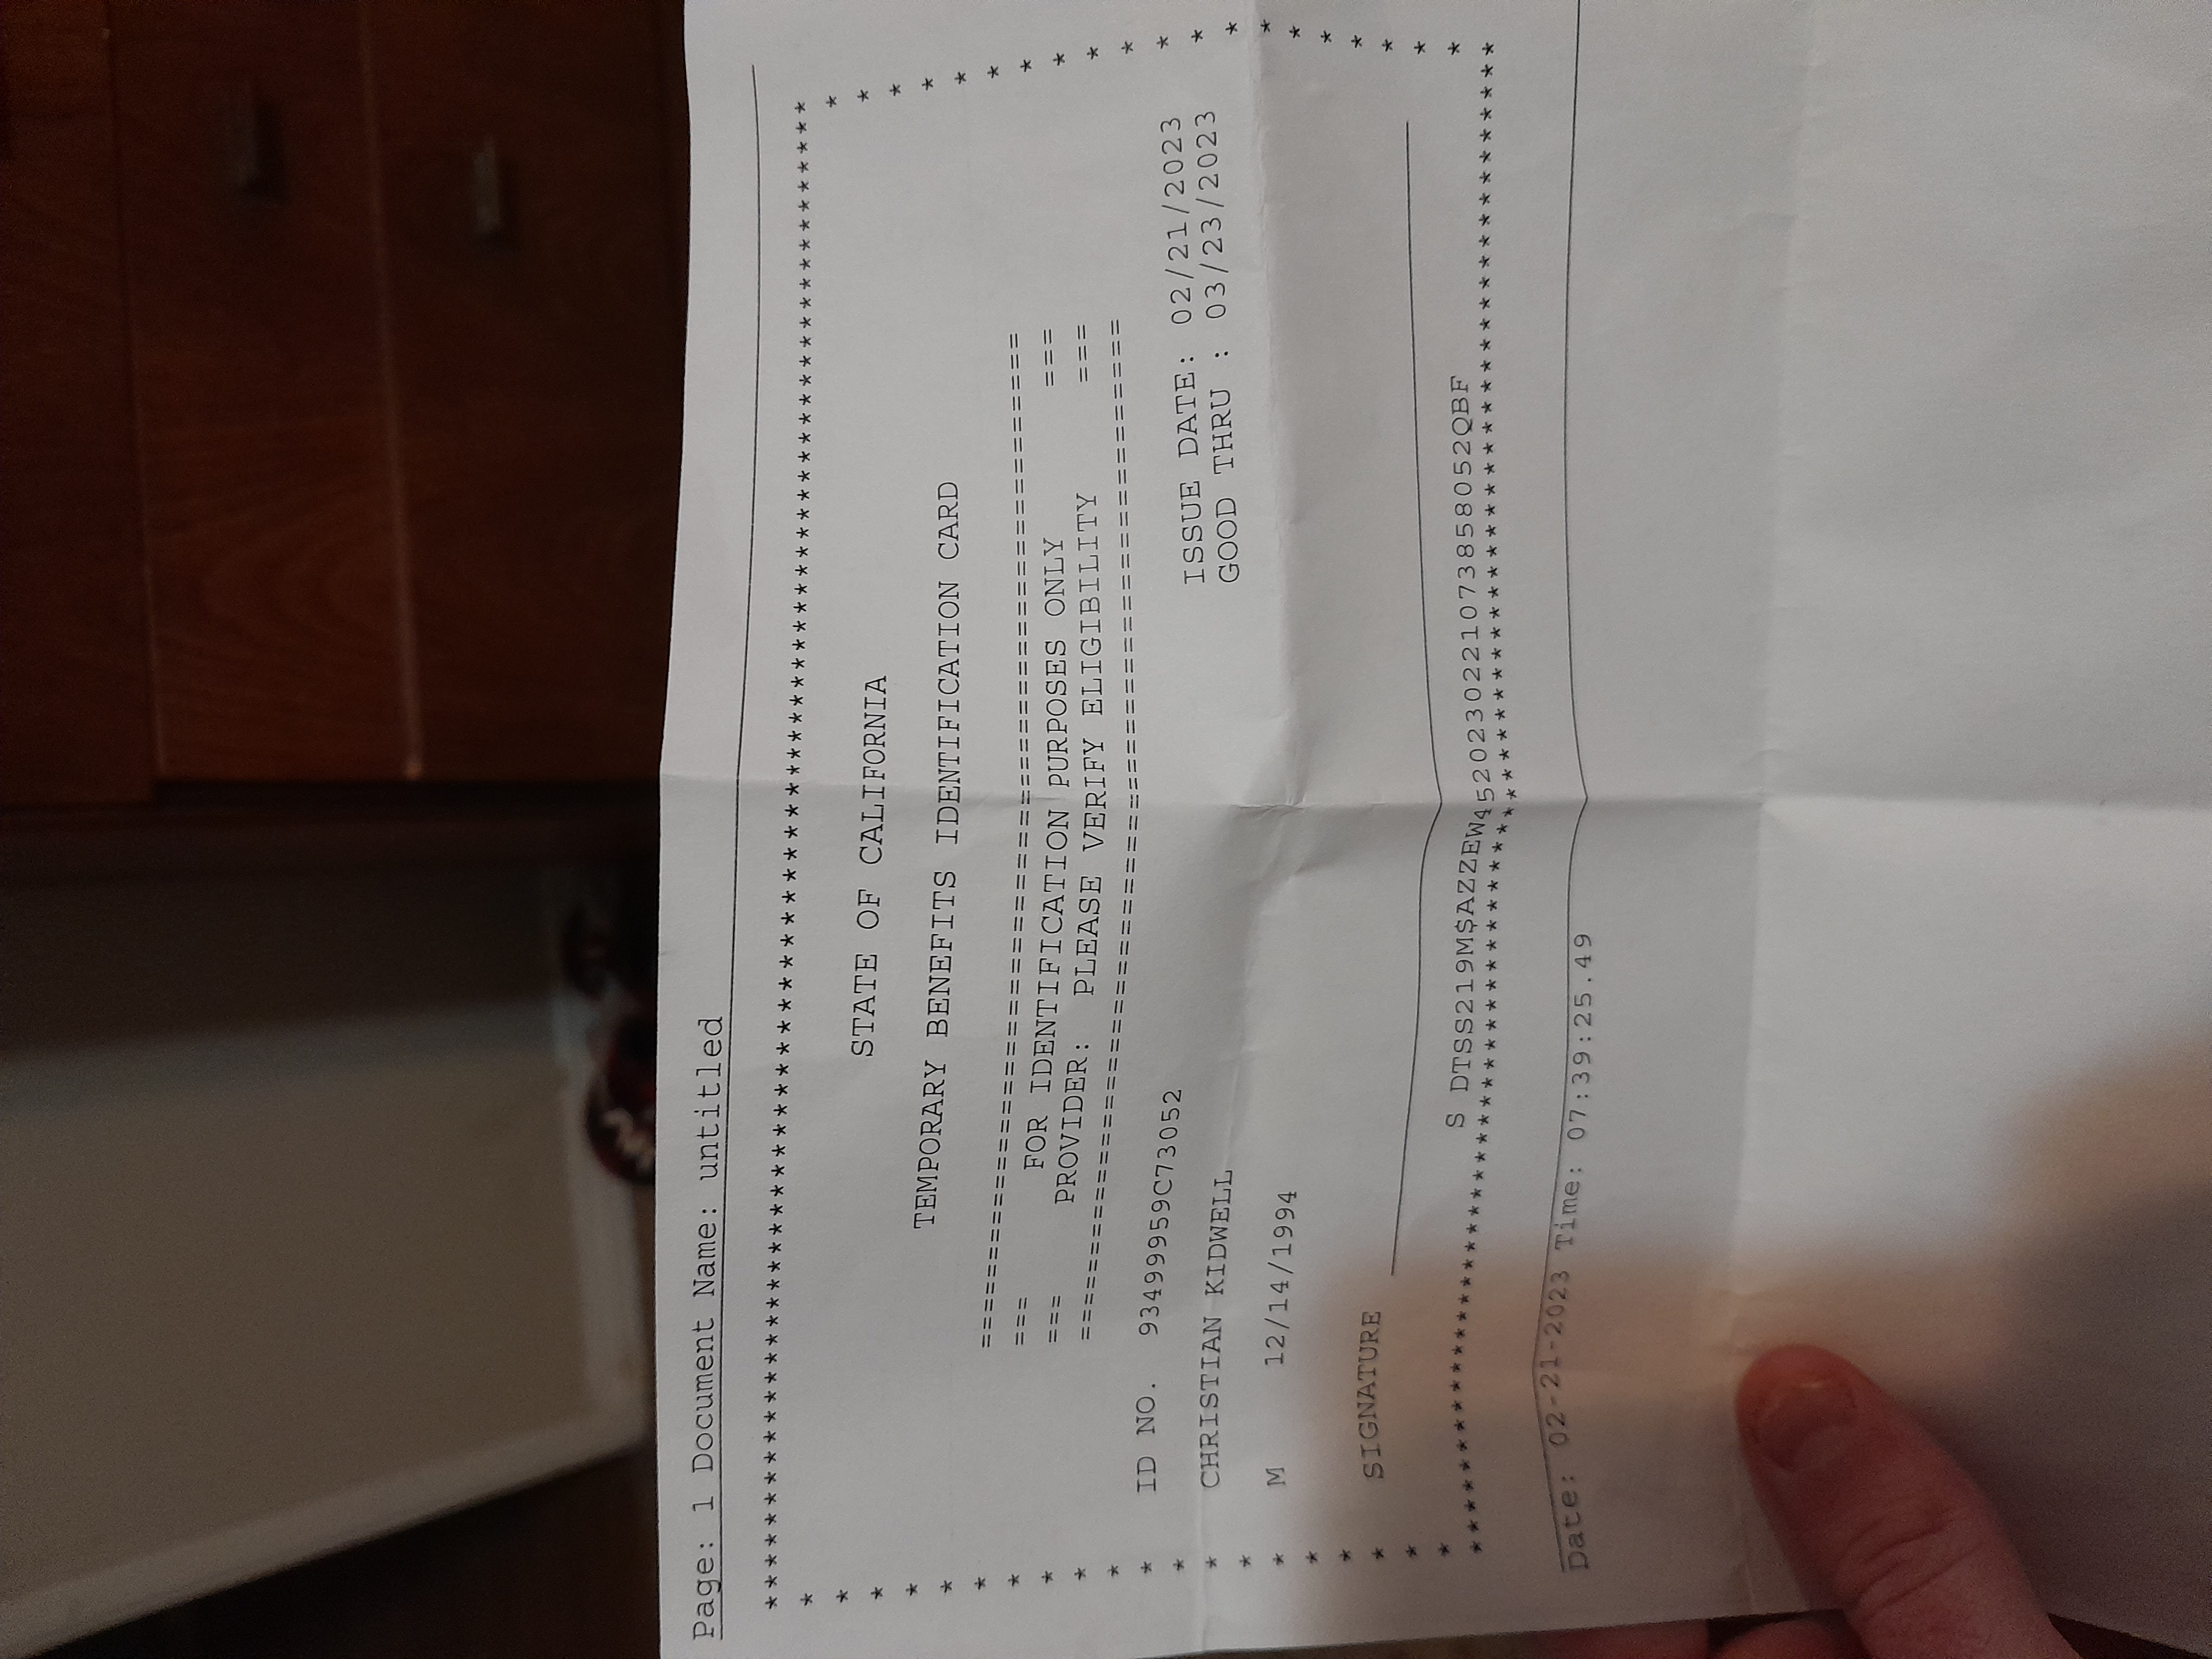 Page: 1 Document Name: untitled
******************************************************************************
STATE OF CALIFORNIA
TEMPORARY BENEFITS IDENTIFICATION CARD
=====================================================
=== FOR IDENTIFICATION PURPOSES ONLY ===
=== PROVIDER: PLEASE VERIFY ELIGIBILITY ===
=====================================================
ID NO. 93499959C73052 ISSUE DATE: 02/21/2023
CHRISTIAN KIDWELL GOOD THRU : 03/23/2023
M 12/14/1994
SIGNATURE
S DTSS219M$AZZEW4520230221073858052QBF
******************************************************************************
Date: 02-21-2023 Time: 07:39:25.49